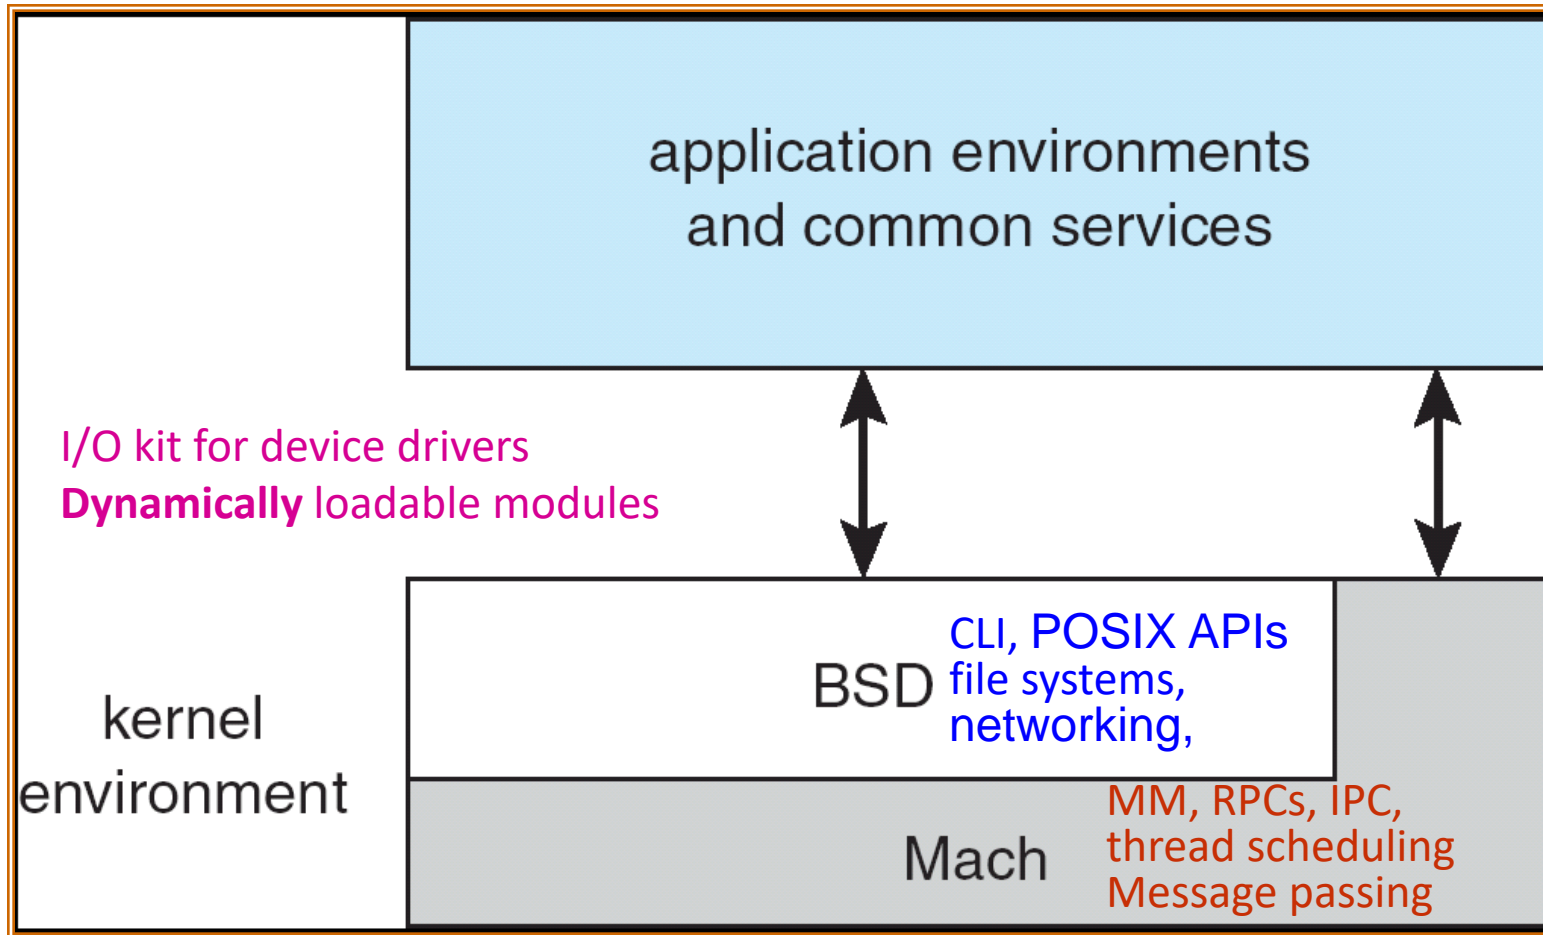 application environments
and common services
I/O kit for device drivers
Dynamically loadable modules
kernel
environment
BSD
CLI, POSIX APIs
file systems,
networking,
Mach
MM, RPCs, IPC,
thread scheduling
Message passing